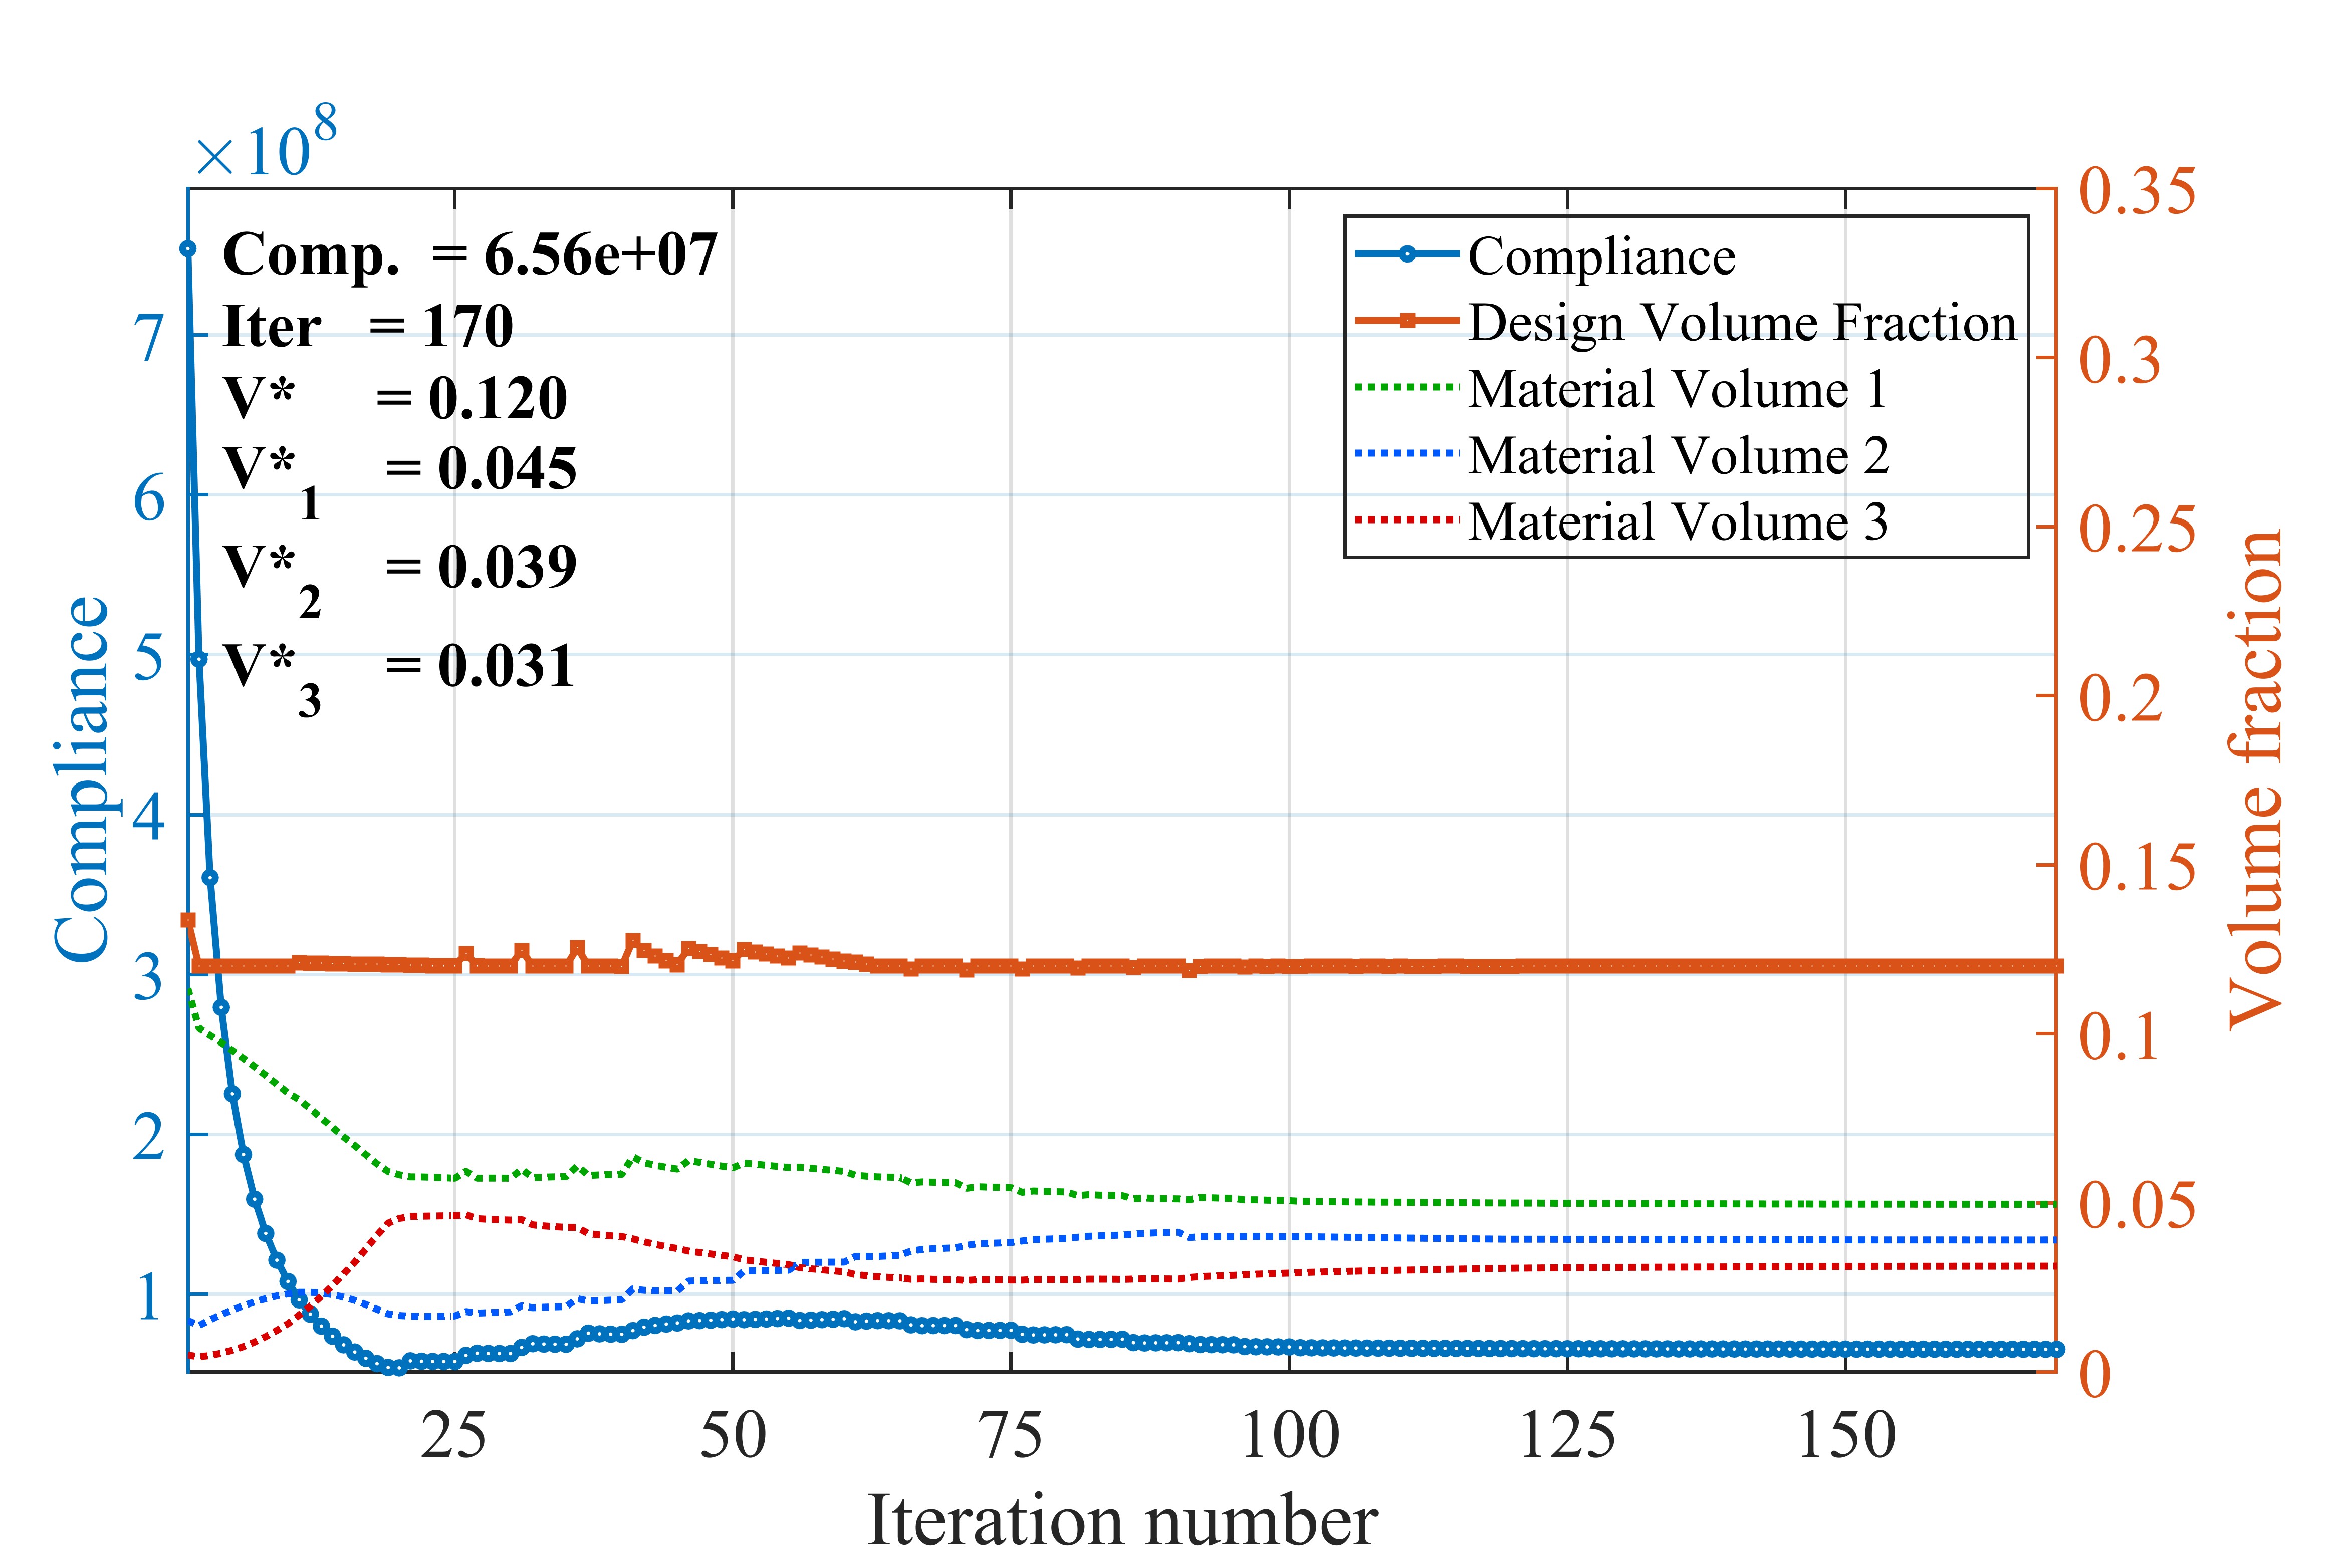 ×10^8
Comp. = 6.56e+07
Iter = 170
V* = 0.120
V*_1 = 0.045
V*_2 = 0.039
V*_3 = 0.031
Compliance
Design Volume Fraction
Material Volume 1
Material Volume 2
Material Volume 3
7
6
5
4
3
2
1
Compliance
0.35
0.3
0.25
0.2
0.15
0.1
0.05
0
Volume fraction
25 50 75 100 125 150
Iteration number